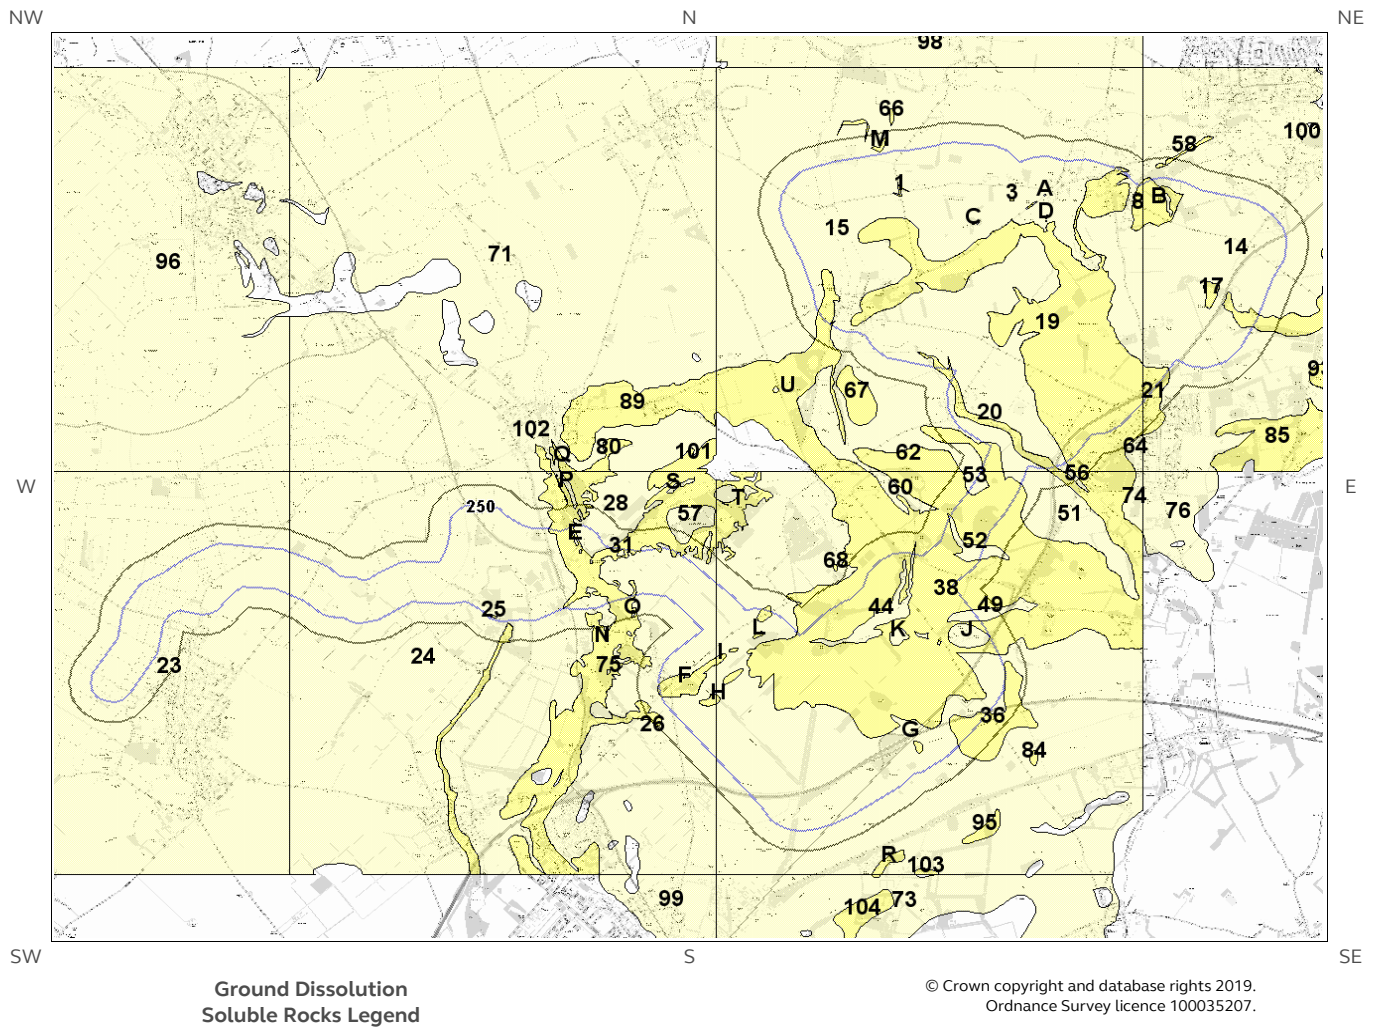 NW N NE
98
66
M
100
58
1 3 A 8 B
C D
15
14
96 71
17
19
93
U 67 21
89
20
102 85
80 101 62 64
Q
W P S 60 53 56 E
T 74
28 57 51 76
250
E
31 52
68
38
25 O 44 49
N L K J
24 I
23 75
F
H
36
26 G
84
95
R 103
99 104 73
SW S SE
Ground Dissolution
Soluble Rocks Legend
© Crown copyright and database rights 2019.
Ordnance Survey licence 100035207.